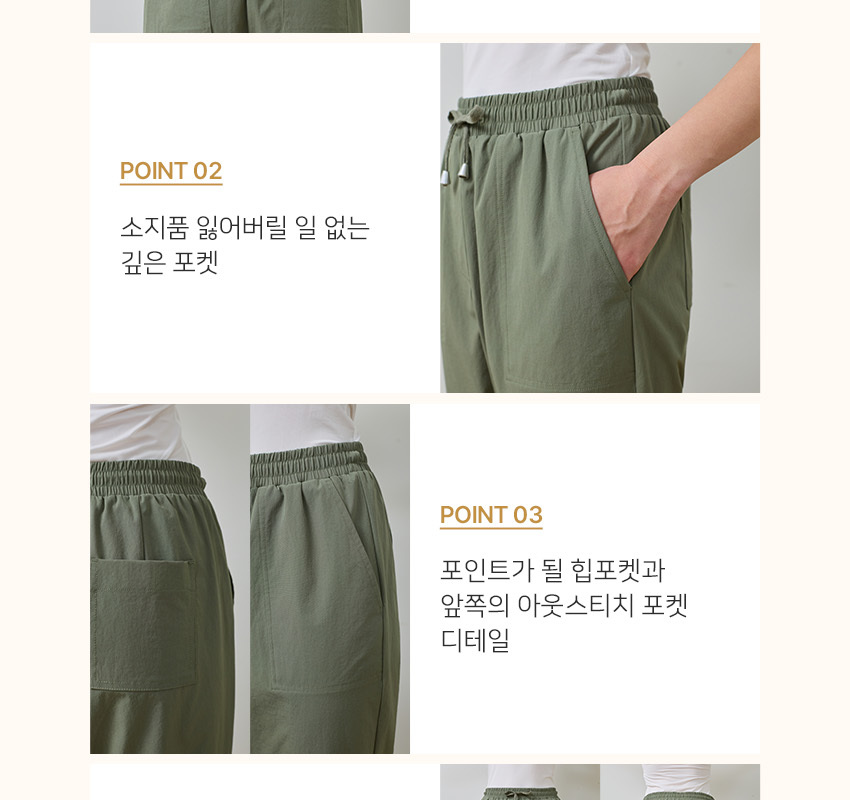 POINT 02
소지품 잃어버릴 일 없는
깊은 포켓
POINT 03
포인트가 될 힙포켓과
앞쪽의 아웃스티치 포켓
디테일